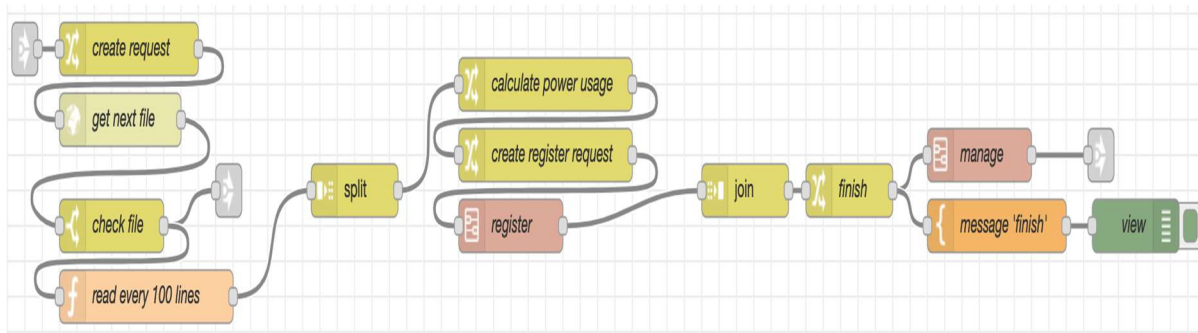 create request
get next file
check file
read every 100 lines
split
calculate power usage
create register request
register
join
finish
manage
message 'finish'
view